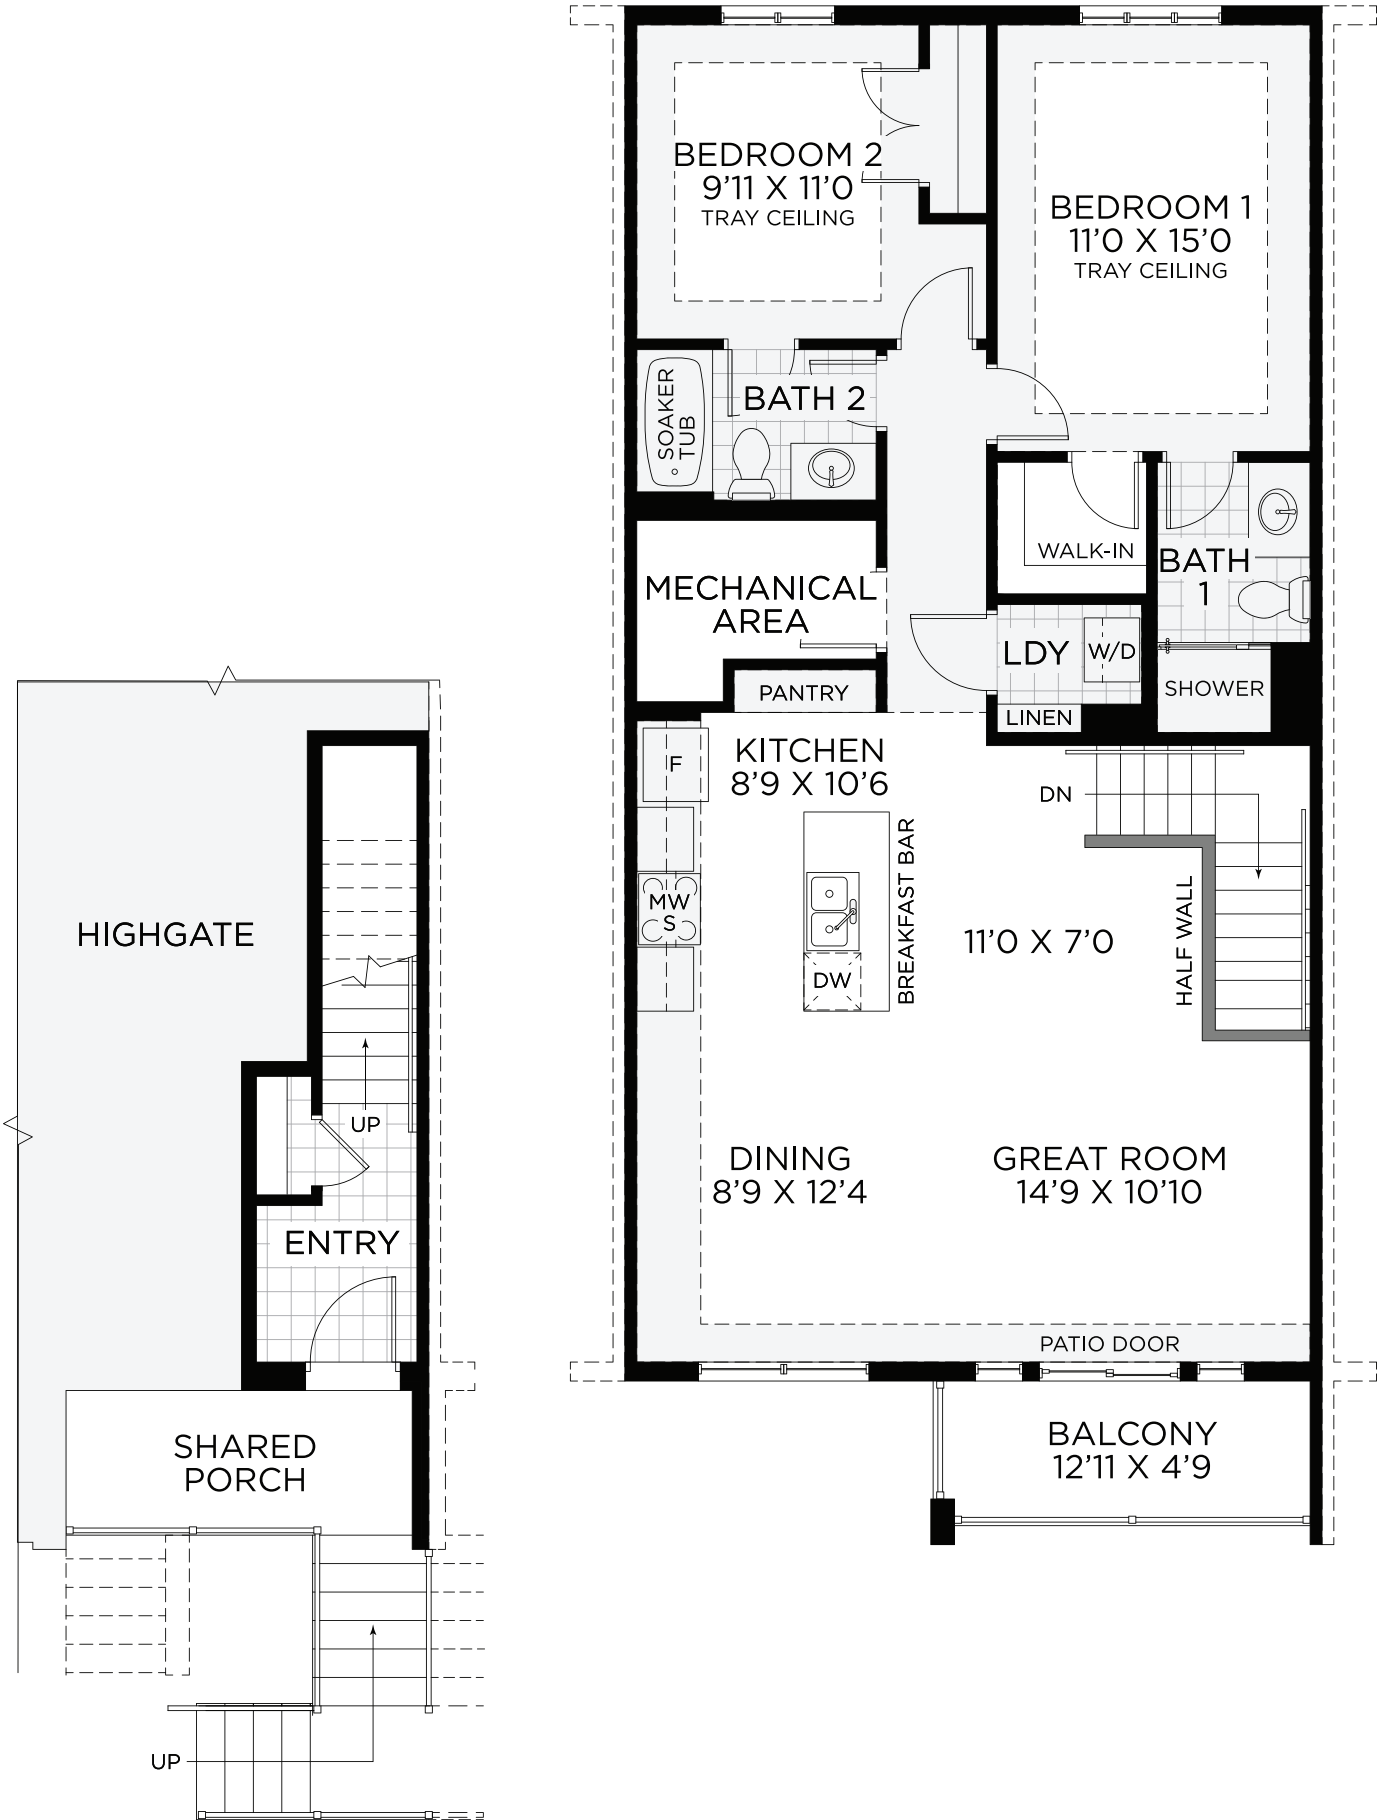 BEDROOM 2
9'11 X 11'0
TRAY CEILING
BEDROOM 1
11'0 X 15'0
TRAY CEILING
SOAKER
TUB
BATH 2
WALK-IN
BATH
1
MECHANICAL
AREA
LDY
W/D
SHOWER
PANTRY
LINEN
KITCHEN
8'9 X 10'6
F
DN
BREAKFAST BAR
MW
S
DW
11'0 X 7'0
HALF WALL
HIGHGATE
UP
DINING
8'9 X 12'4
GREAT ROOM
14'9 X 10'10
ENTRY
PATIO DOOR
SHARED
PORCH
BALCONY
12'11 X 4'9
UP